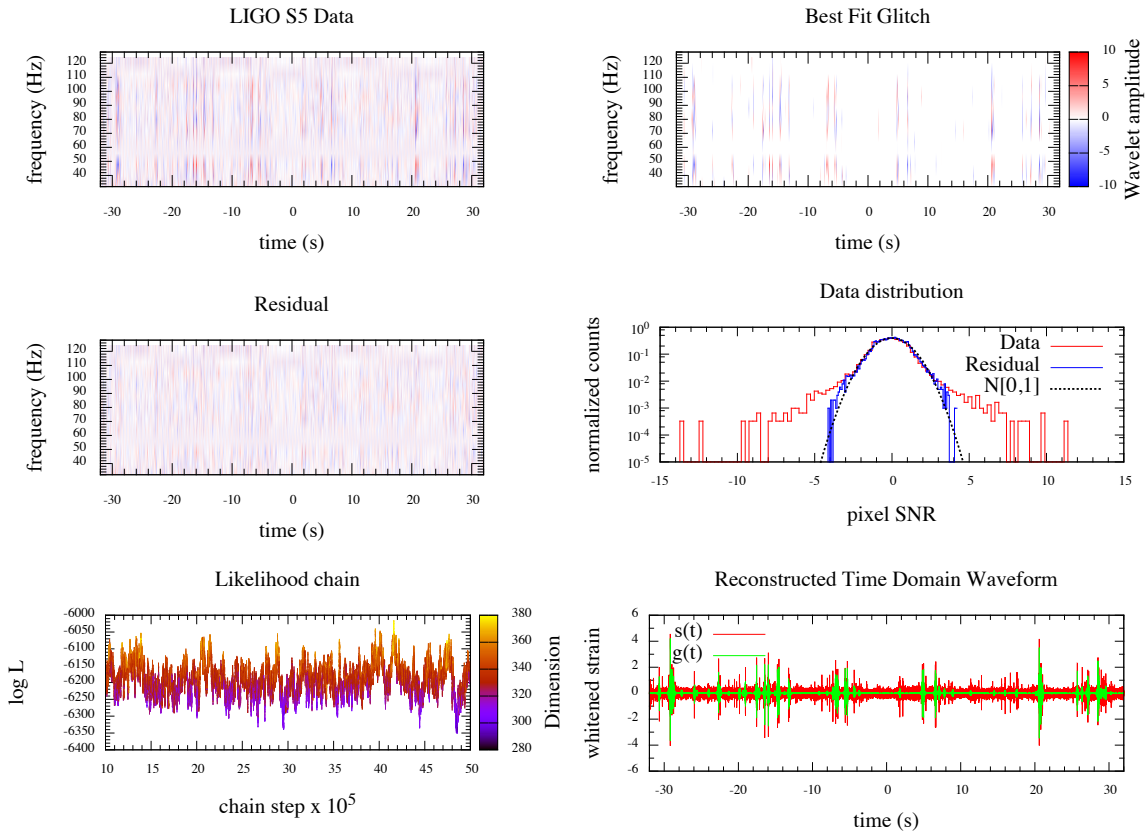 LIGO S5 Data
frequency (Hz)
120
110
100
90
80
70
60
50
40
-30 -20 -10 0 10 20 30
time (s)
Best Fit Glitch
frequency (Hz)
120
110
100
90
80
70
60
50
40
-30 -20 -10 0 10 20 30
time (s)
10
5
0
-5
-10
Wavelet amplitude
Residual
frequency (Hz)
120
110
100
90
80
70
60
50
40
-30 -20 -10 0 10 20 30
time (s)
Data distribution
normalized counts
10^0
10^-1
10^-2
10^-3
10^-4
10^-5
Data
Residual
N[0,1]
-15 -10 -5 0 5 10 15
pixel SNR
Likelihood chain
log L
-6000
-6050
-6100
-6150
-6200
-6250
-6300
-6350
-6400
10 15 20 25 30 35 40 45 50
chain step x 10^5
380
360
340
320
300
280
Dimension
Reconstructed Time Domain Waveform
whitened strain
6
4
2
0
-2
-4
-6
s(t)
g(t)
-30 -20 -10 0 10 20 30
time (s)